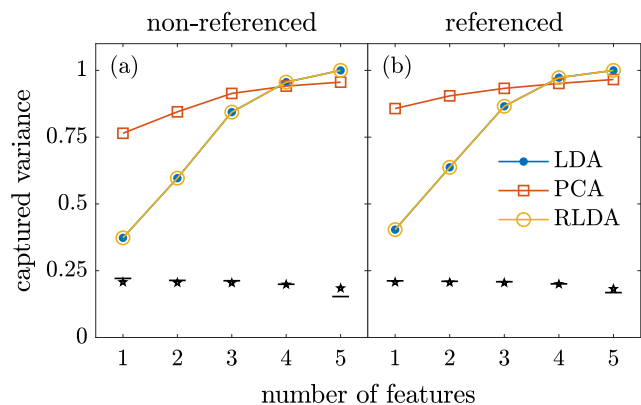 non-referenced
referenced
(a)
(b)
1
0.75
0.5
0.25
0
captured variance
LDA
PCA
RLDA
1 2 3 4 5
1 2 3 4 5
number of features